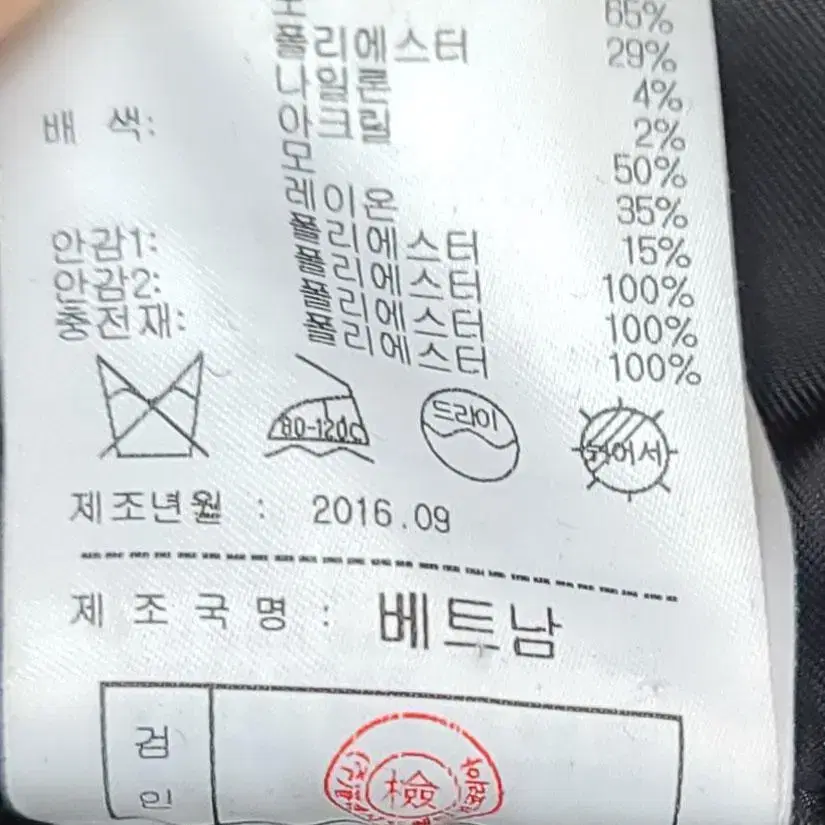 65%
폴리에스터 29%
나일론 4%
아크릴 2%
배 색: 모 50%
레이온 35%
폴리에스터 15%
안감1: 폴리에스터 100%
안감2: 폴리에스터 100%
충전재: 폴리에스터 100%
80-120C 드라이 뉘어서
제조년월 : 2016.09
제 조 국 명 : 베트남
검
인
檢